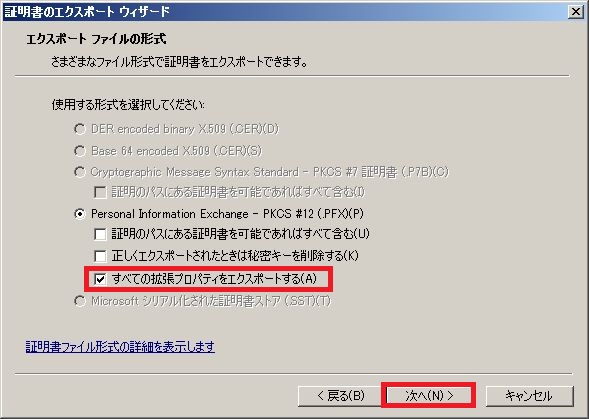 証明書のエクスポート ウィザード
エクスポート ファイルの形式
さまざまなファイル形式で証明書をエクスポートできます。
使用する形式を選択してください:
DER encoded binary X.509 (.CER)(D)
Base 64 encoded X.509 (.CER)(S)
Cryptographic Message Syntax Standard - PKCS #7 証明書 (.P7B)(C)
証明のパスにある証明書を可能であればすべて含む(I)
Personal Information Exchange - PKCS #12 (.PFX)(P)
証明のパスにある証明書を可能であればすべて含む(U)
正しくエクスポートされたときは秘密キーを削除する(K)
すべての拡張プロパティをエクスポートする(A)
Microsoft シリアル化された証明書ストア (.SST)(T)
証明書ファイル形式の詳細を表示します
< 戻る(B)
次へ(N) >
キャンセル